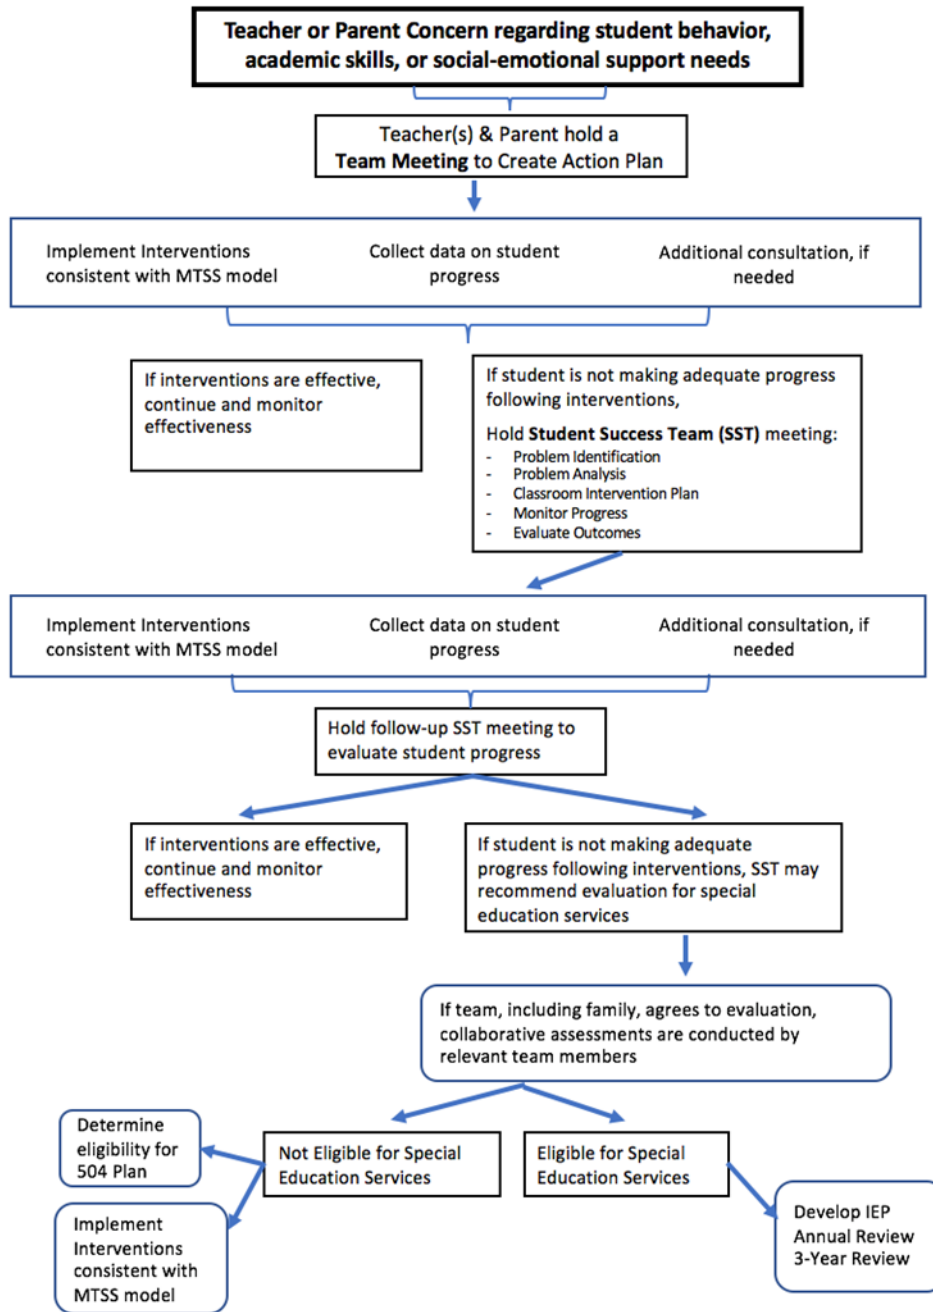 Teacher or Parent Concern regarding student behavior,
academic skills, or social-emotional support needs
Teacher(s) & Parent hold a
Team Meeting to Create Action Plan
Implement Interventions
consistent with MTSS model
Collect data on student
progress
Additional consultation, if
needed
If interventions are effective,
continue and monitor
effectiveness
If student is not making adequate progress
following interventions,
Hold Student Success Team (SST) meeting:
- Problem Identification
- Problem Analysis
- Classroom Intervention Plan
- Monitor Progress
- Evaluate Outcomes
Implement Interventions
consistent with MTSS model
Collect data on student
progress
Additional consultation, if
needed
Hold follow-up SST meeting to
evaluate student progress
If interventions are effective,
continue and monitor
effectiveness
If student is not making adequate
progress following interventions, SST may
recommend evaluation for special
education services
If team, including family, agrees to evaluation,
collaborative assessments are conducted by
relevant team members
Determine
eligibility for
504 Plan
Not Eligible for Special
Education Services
Eligible for Special
Education Services
Implement
Interventions
consistent with
MTSS model
Develop IEP
Annual Review
3-Year Review